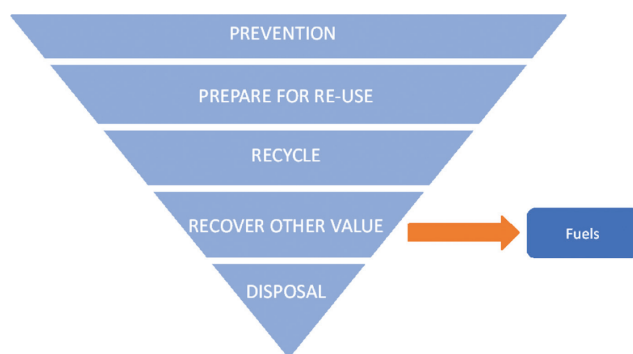 PREVENTION
PREPARE FOR RE-USE
RECYCLE
RECOVER OTHER VALUE
Fuels
DISPOSAL